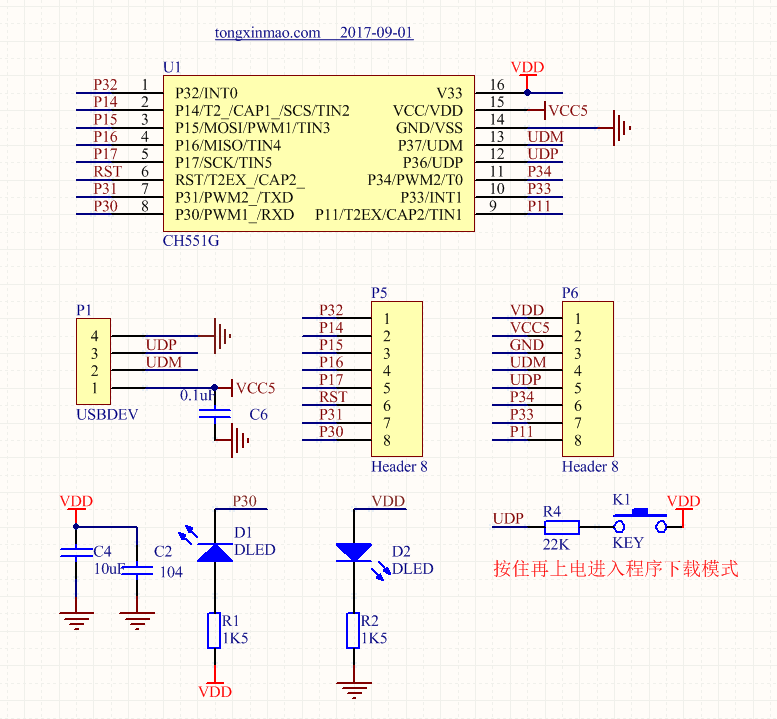 tongxinmao.com 2017-09-01
U1
P32 1 P32/INT0 V33 16 VDD
P14 2 P14/T2_/CAP1_/SCS/TIN2 VCC/VDD 15 VCC5
P15 3 P15/MOSI/PWM1/TIN3 GND/VSS 14
P16 4 P16/MISO/TIN4 P37/UDM 13 UDM
P17 5 P17/SCK/TIN5 P36/UDP 12 UDP
RST 6 RST/T2EX_/CAP2_ P34/PWM2/T0 11 P34
P31 7 P31/PWM2_/TXD P33/INT1 10 P33
P30 8 P30/PWM1_/RXD P11/T2EX/CAP2/TIN1 9 P11
CH551G
P1
4
3 UDP
2 UDM
1 VCC5
USBDEV
0.1uF
C6
P5
P32 1
P14 2
P15 3
P16 4
P17 5
RST 6
P31 7
P30 8
Header 8
P6
VDD 1
VCC5 2
GND 3
UDM 4
UDP 5
P34 6
P33 7
P11 8
Header 8
VDD
C4
10uF
C2
104
P30
D1
DLED
R1
1K5
VDD
VDD
D2
DLED
R2
1K5
UDP
R4
22K
K1
KEY
VDD
按住再上电进入程序下载模式